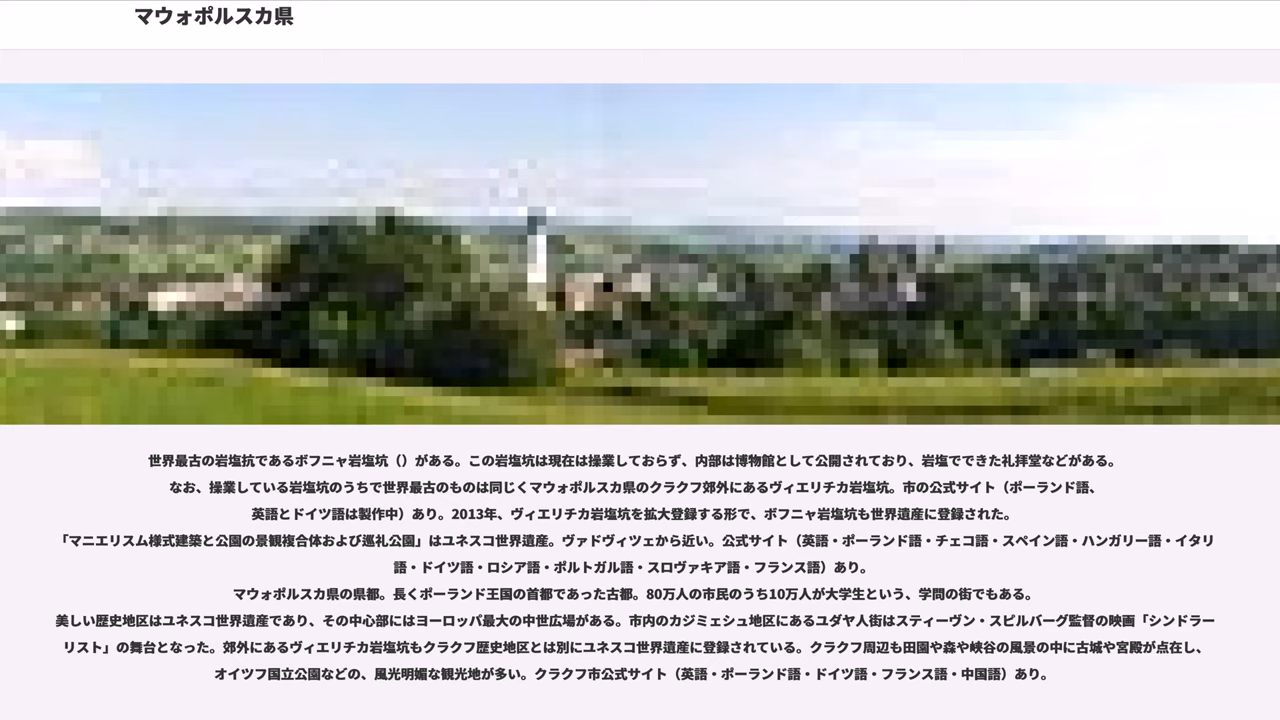 マウォポルスカ県
世界最古の岩塩抗であるボフニャ岩塩坑（）がある。この岩塩坑は現在は操業しておらず、内部は博物館として公開されており、岩塩でできた礼拝堂などがある。
なお、操業している岩塩坑のうちで世界最古のものは同じくマウォポルスカ県のクラクフ郊外にあるヴィエリチカ岩塩坑。市の公式サイト（ポーランド語、
英語とドイツ語は製作中）あり。2013年、ヴィエリチカ岩塩坑を拡大登録する形で、ボフニャ岩塩坑も世界遺産に登録された。
「マニエリスム様式建築と公園の景観複合体および巡礼公園」はユネスコ世界遺産。ヴァドヴィツェから近い。公式サイト（英語・ポーランド語・チェコ語・スペイン語・ハンガリー語・イタリ
語・ドイツ語・ロシア語・ポルトガル語・スロヴァキア語・フランス語）あり。
マウォポルスカ県の県都。長くポーランド王国の首都であった古都。80万人の市民のうち10万人が大学生という、学問の街でもある。
美しい歴史地区はユネスコ世界遺産であり、その中心部にはヨーロッパ最大の中世広場がある。市内のカジミェシュ地区にあるユダヤ人街はスティーヴン・スピルバーグ監督の映画「シンドラー
リスト」の舞台となった。郊外にあるヴィエリチカ岩塩坑もクラクフ歴史地区とは別にユネスコ世界遺産に登録されている。クラクフ周辺も田園や森や峡谷の風景の中に古城や宮殿が点在し、
オイツフ国立公園などの、風光明媚な観光地が多い。クラクフ市公式サイト（英語・ポーランド語・ドイツ語・フランス語・中国語）あり。